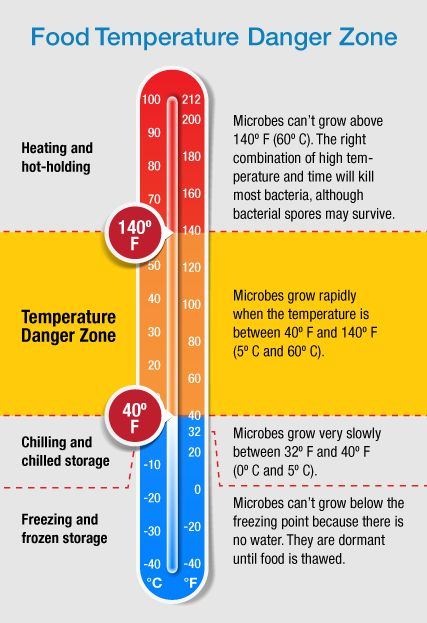 Food Temperature Danger Zone
Heating and
hot-holding
100
90
80
70
50
40
30
20
-10
-20
-30
-40
°C
212
200
180
160
140
120
100
80
60
40
32
20
0
-20
-40
°F
140º
F
40º
F
Microbes can’t grow above
140º F (60º C). The right
combination of high tem-
perature and time will kill
most bacteria, although
bacterial spores may survive.
Temperature
Danger Zone
Microbes grow rapidly
when the temperature is
between 40º F and 140º F
(5º C and 60º C).
Chilling and
chilled storage
Microbes grow very slowly
between 32º F and 40º F
(0º C and 5º C).
Freezing and
frozen storage
Microbes can’t grow below the
freezing point because there is
no water. They are dormant
until food is thawed.